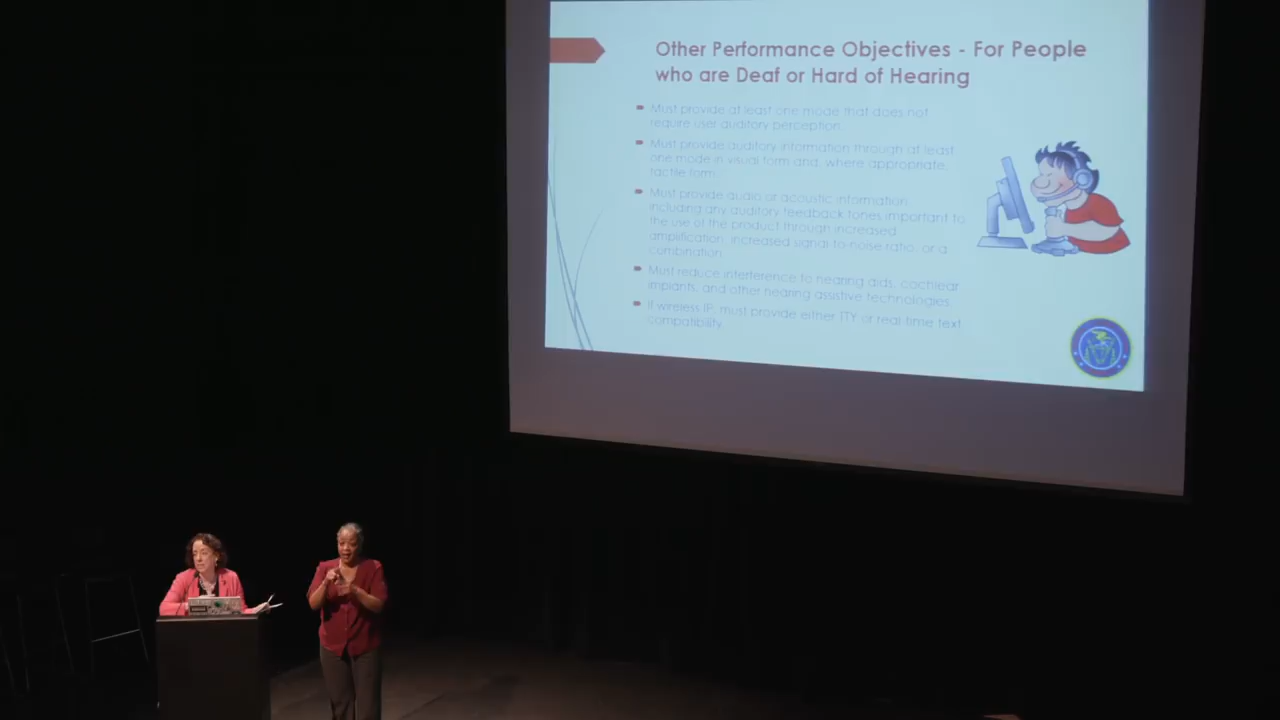 Other Performance Objectives - For People
who are Deaf or Hard of Hearing
Must provide at least one mode that does not
require user auditory perception.
Must provide auditory information through at least
one mode in visual form and, where appropriate,
tactile form.
Must provide audio or acoustic information,
including any auditory feedback tones important to
the use of the product through increased
amplification, increased signal-to-noise ratio, or a
combination.
Must reduce interference to hearing aids, cochlear
implants, and other hearing assistive technologies.
If wireless IF, must provide either TTY or real-time text
compatibility.